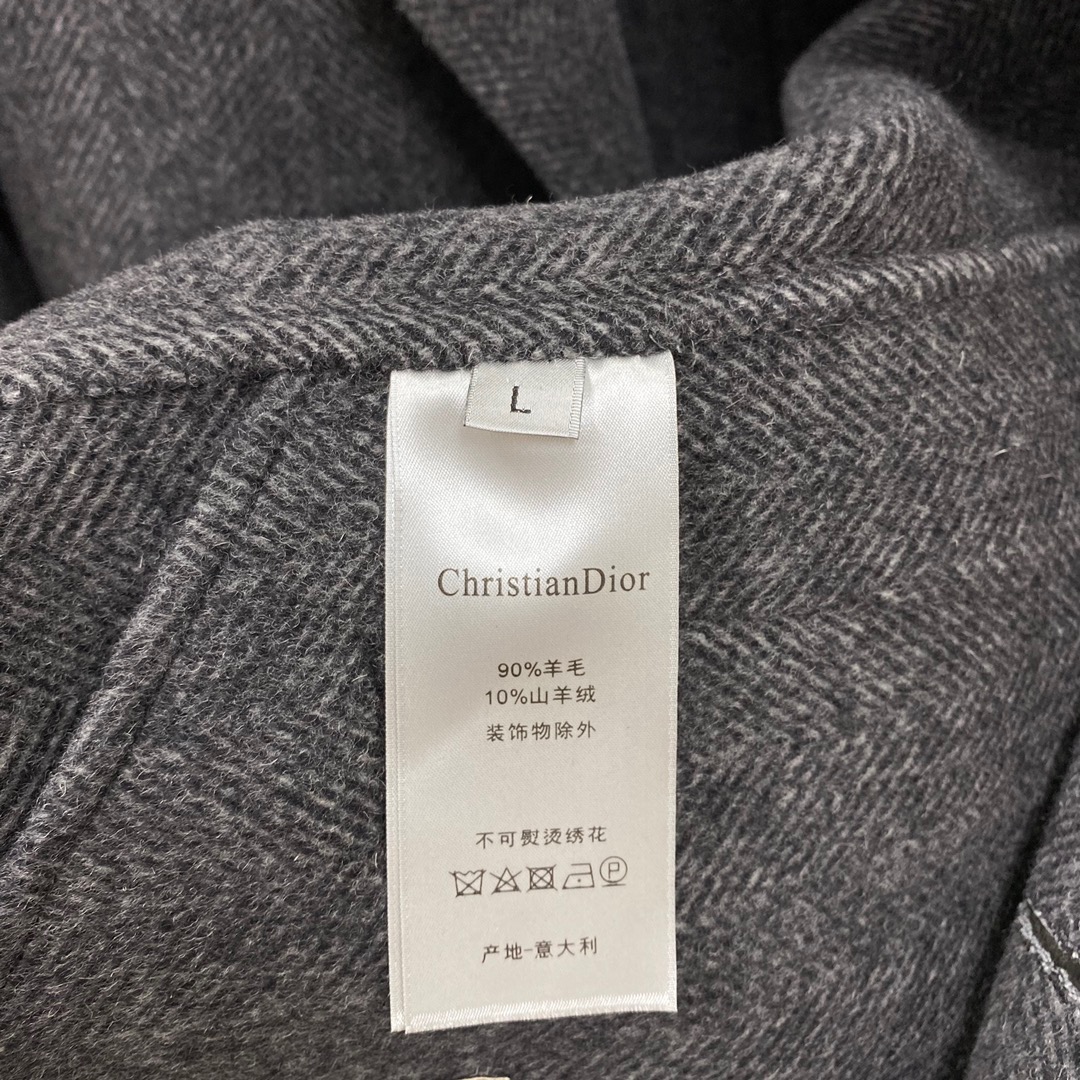 L
ChristianDior
90%羊毛
10%山羊绒
装饰物除外
不可熨烫绣花
P
产地-意大利